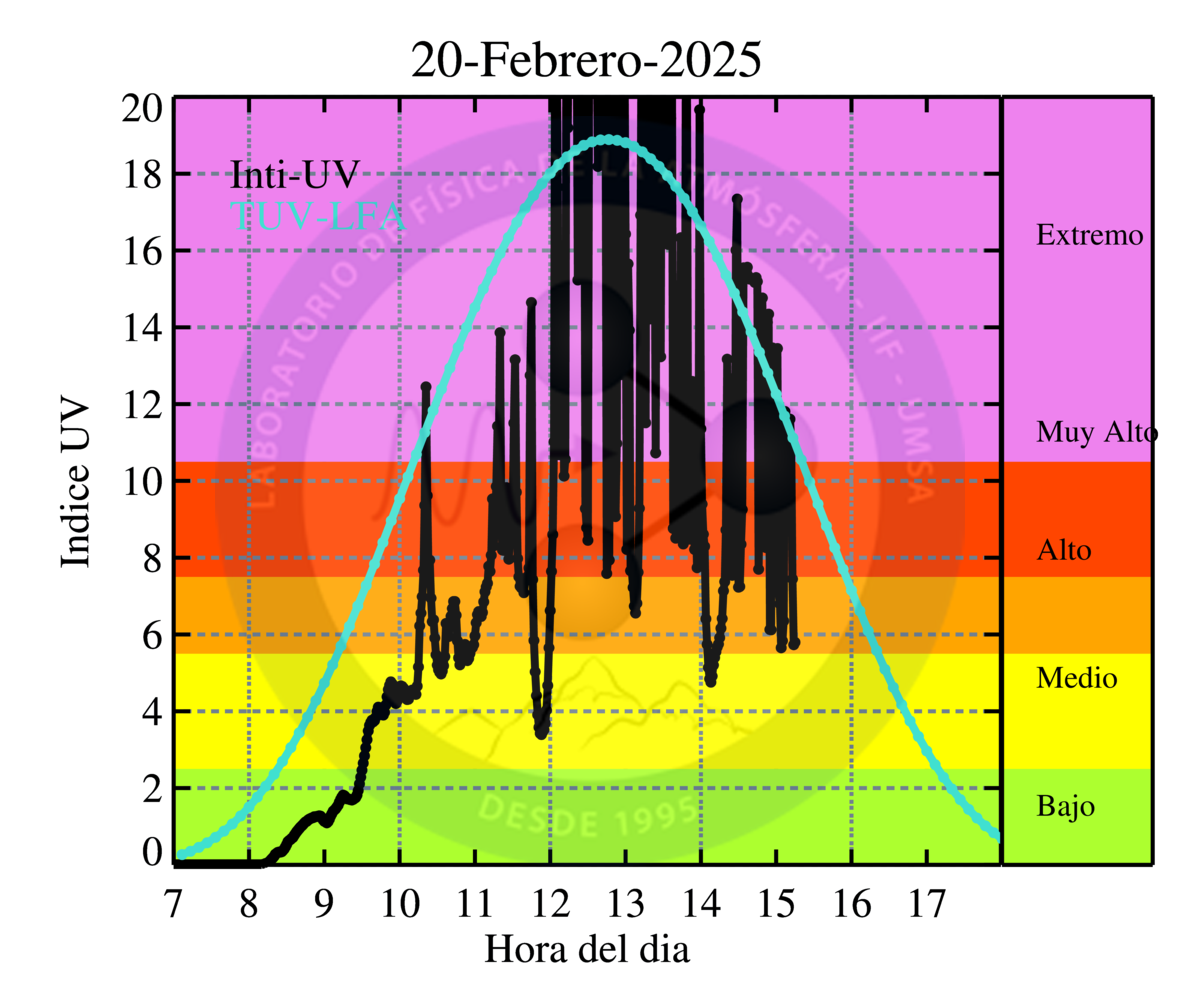 20-Febrero-2025
20
18
16
14
12
10
8
6
4
2
0
Indice UV
Inti-UV
TUV-LFA
LABORATORIO DE FÍSICA DE LA ATMÓSFERA - IIF - UMSA
DESDE 1995
Extremo
Muy Alto
Alto
Medio
Bajo
7 8 9 10 11 12 13 14 15 16 17
Hora del dia